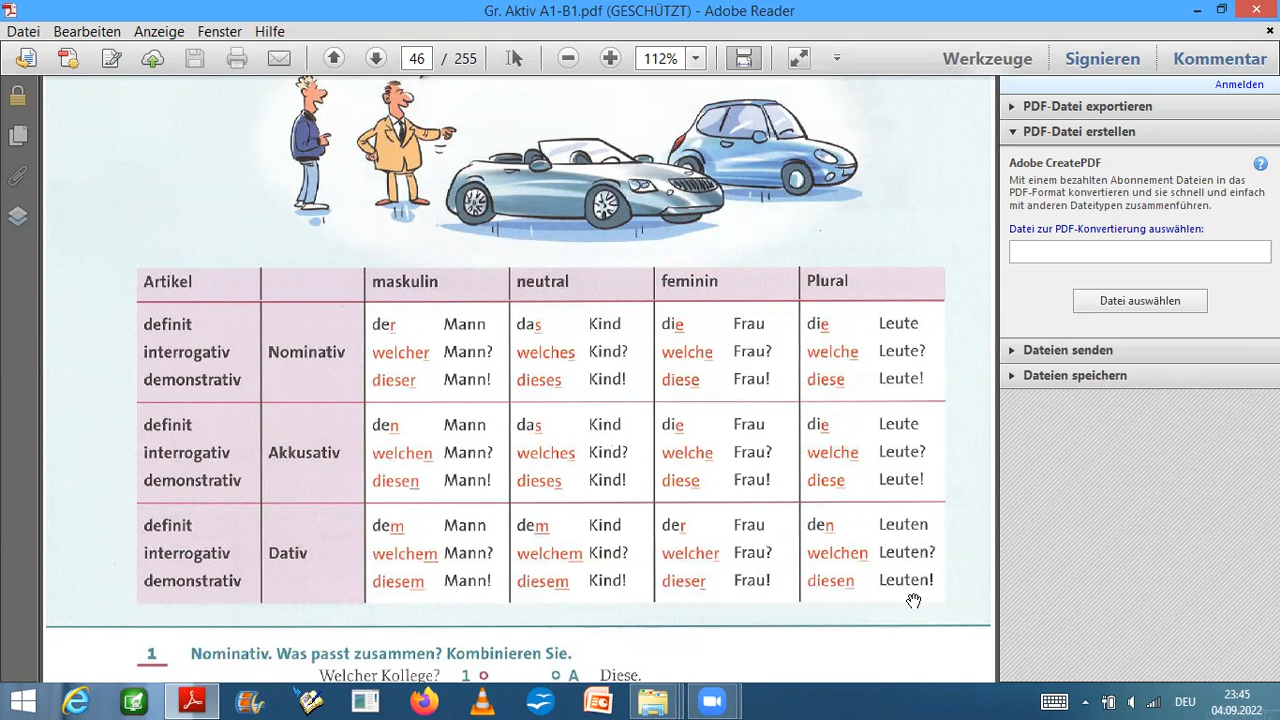 Gr. Aktiv A1-B1.pdf (GESCHÜTZT) - Adobe Reader
Datei Bearbeiten Anzeige Fenster Hilfe
46 / 255 112% Werkzeuge Signieren Kommentar
Anmelden
PDF-Datei exportieren
PDF-Datei erstellen
Adobe CreatePDF
Mit einem bezahlten Abonnement Dateien in das
PDF-Format konvertieren und sie schnell und einfach
mit anderen Dateitypen zusammenführen.
Datei zur PDF-Konvertierung auswählen:
Datei auswählen
Dateien senden
Dateien speichern
Artikel maskulin neutral feminin Plural
definit der Mann das Kind die Frau die Leute
interrogativ Nominativ welcher Mann? welches Kind? welche Frau? welche Leute?
demonstrativ dieser Mann! dieses Kind! diese Frau! diese Leute!
definit den Mann das Kind die Frau die Leute
interrogativ Akkusativ welchen Mann? welches Kind? welche Frau? welche Leute?
demonstrativ diesen Mann! dieses Kind! diese Frau! diese Leute!
definit dem Mann dem Kind der Frau den Leuten
interrogativ Dativ welchem Mann? welchem Kind? welcher Frau? welchen Leuten?
demonstrativ diesem Mann! diesem Kind! dieser Frau! diesen Leuten!
1 Nominativ. Was passt zusammen? Kombinieren Sie.
Welcher Kollege? 1 A Diese.
DEU
23:45
04.09.2022